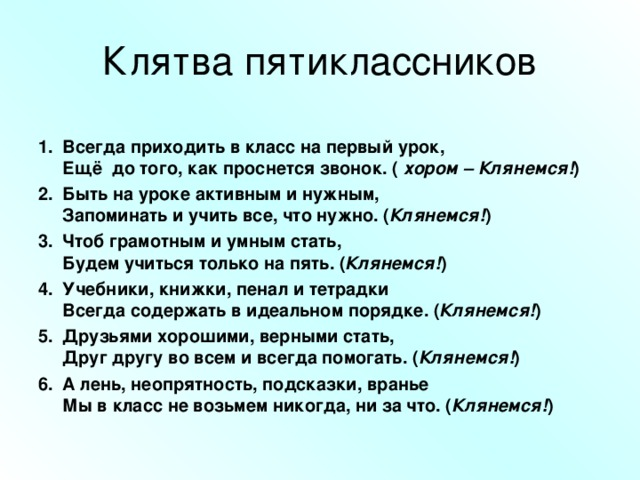 Клятва пятиклассников
1. Всегда приходить в класс на первый урок,
Ещё до того, как проснется звонок. ( хором – Клянемся!)
2. Быть на уроке активным и нужным,
Запоминать и учить все, что нужно. (Клянемся!)
3. Чтоб грамотным и умным стать,
Будем учиться только на пять. (Клянемся!)
4. Учебники, книжки, пенал и тетрадки
Всегда содержать в идеальном порядке. (Клянемся!)
5. Друзьями хорошими, верными стать,
Друг другу во всем и всегда помогать. (Клянемся!)
6. А лень, неопрятность, подсказки, вранье
Мы в класс не возьмем никогда, ни за что. (Клянемся!)